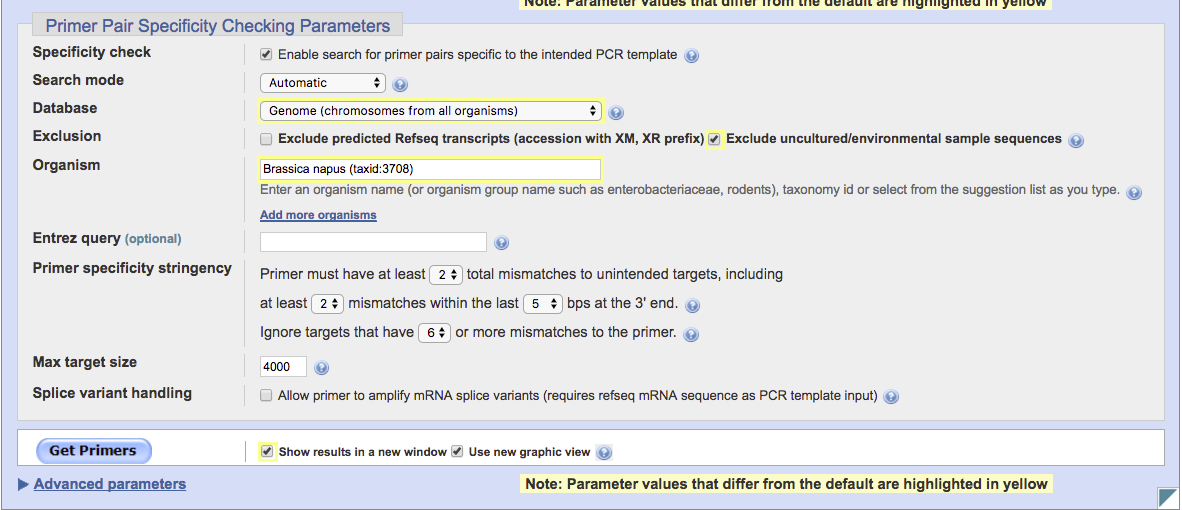 Note: Parameter values that differ from the default are highlighted in yellow
Primer Pair Specificity Checking Parameters
Specificity check Enable search for primer pairs specific to the intended PCR template
Search mode Automatic
Database Genome (chromosomes from all organisms)
Exclusion Exclude predicted Refseq transcripts (accession with XM, XR prefix) Exclude uncultured/environmental sample sequences
Organism Brassica napus (taxid:3708)
Enter an organism name (or organism group name such as enterobacteriaceae, rodents), taxonomy id or select from the suggestion list as you type.
Add more organisms
Entrez query (optional)
Primer specificity stringency Primer must have at least 2 total mismatches to unintended targets, including
at least 2 mismatches within the last 5 bps at the 3' end.
Ignore targets that have 6 or more mismatches to the primer.
Max target size 4000
Splice variant handling Allow primer to amplify mRNA splice variants (requires refseq mRNA sequence as PCR template input)
Get Primers Show results in a new window Use new graphic view
Advanced parameters Note: Parameter values that differ from the default are highlighted in yellow